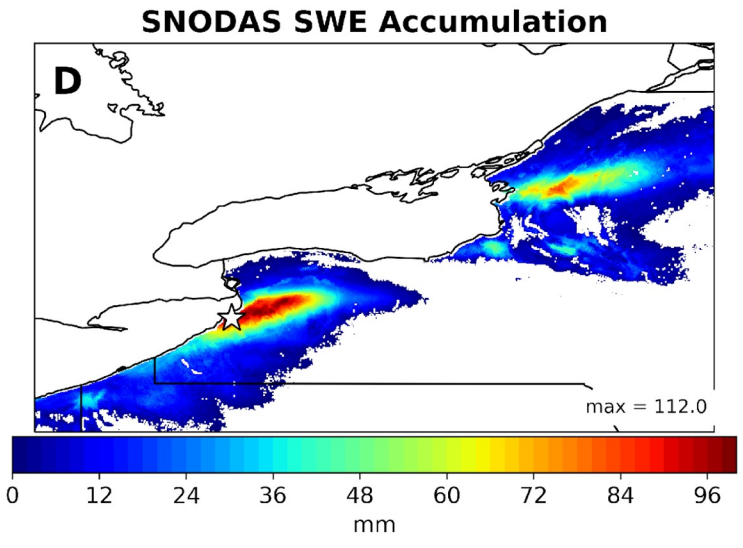 SNODAS SWE Accumulation
D
max = 112.0
0 12 24 36 48 60 72 84 96
mm